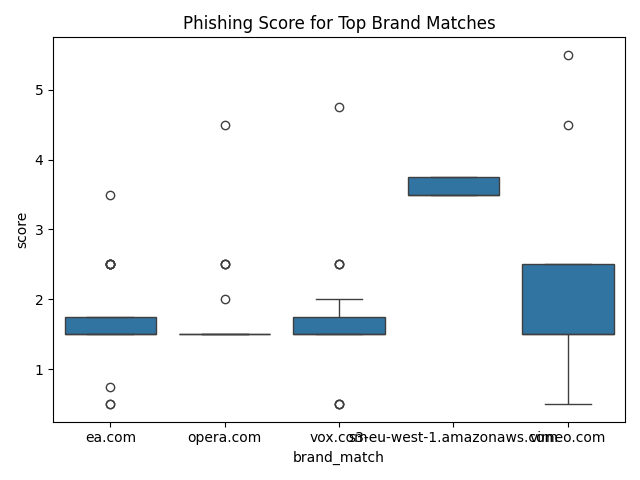 Phishing Score for Top Brand Matches
score
5
4
3
2
1
ea.com opera.com vox.com s3-eu-west-1.amazonaws.com vimeo.com
brand_match